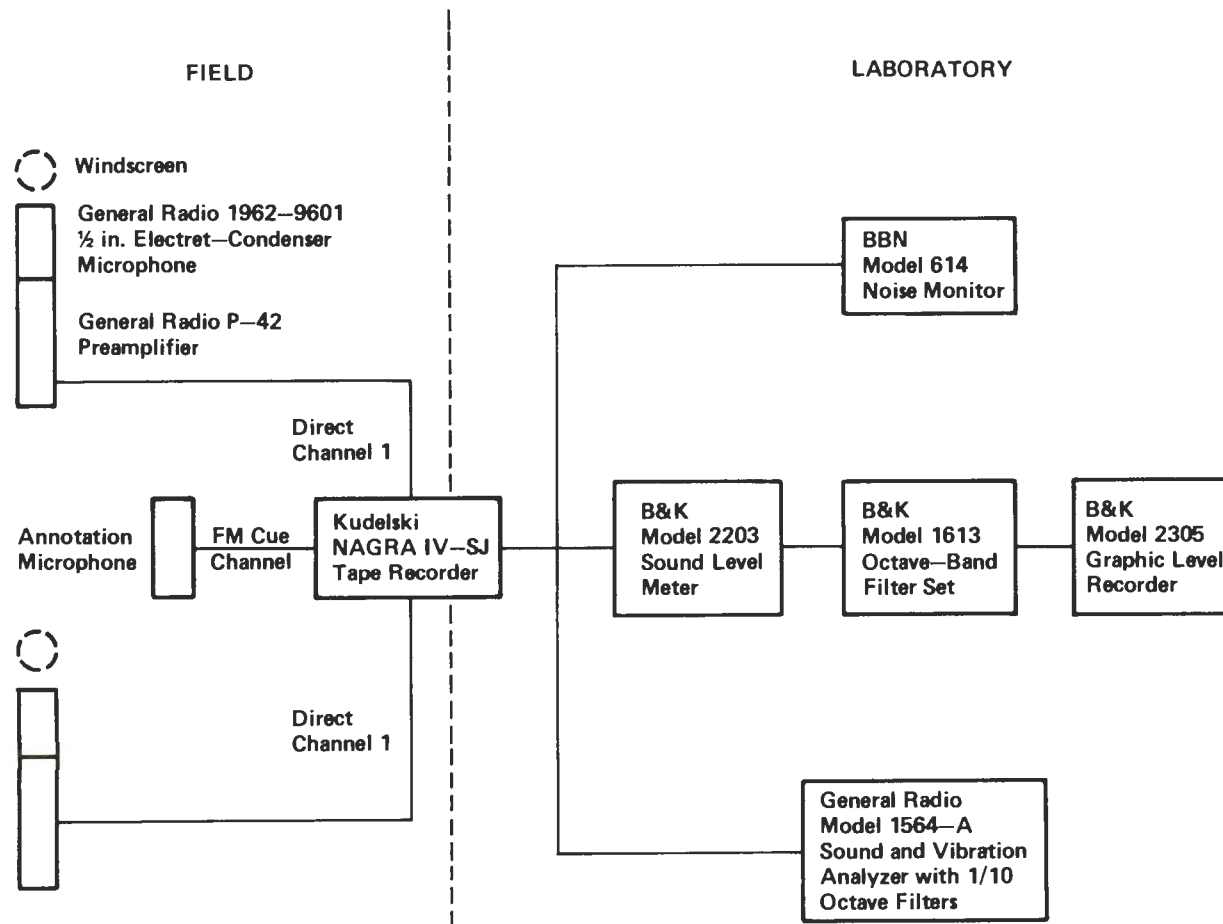 FIELD
LABORATORY
Windscreen
General Radio 1962–9601
½ in. Electret–Condenser
Microphone
General Radio P–42
Preamplifier
Direct
Channel 1
Annotation
Microphone
FM Cue
Channel
Kudelski
NAGRA IV–SJ
Tape Recorder
Direct
Channel 1
BBN
Model 614
Noise Monitor
B&K
Model 2203
Sound Level
Meter
B&K
Model 1613
Octave–Band
Filter Set
B&K
Model 2305
Graphic Level
Recorder
General Radio
Model 1564–A
Sound and Vibration
Analyzer with 1/10
Octave Filters